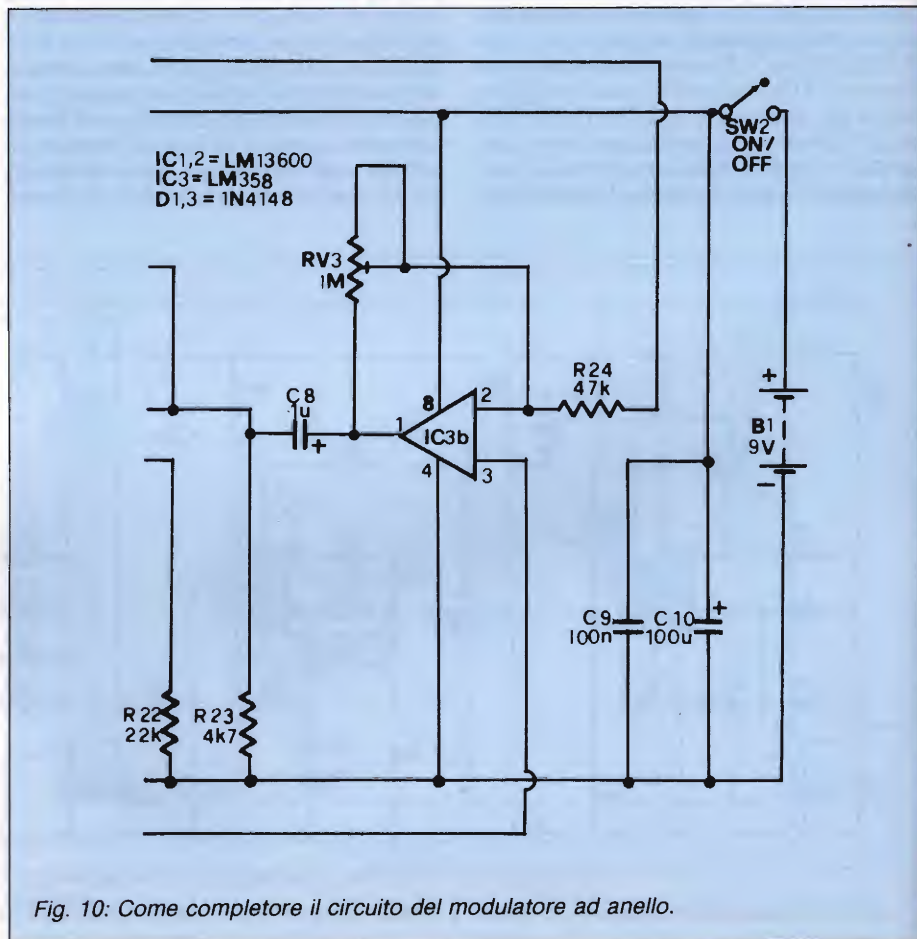 SW2
ON/
OFF
IC1,2 = LM13600
IC3 = LM358
D1,3 = 1N4148
RV3
1M
R24
47k
C8
1u
+
8
1
2
IC3b
4
3
+
B1
9V
−
C9
100n
C10
100u
+
R22
22k
R23
4k7
Fig. 10: Come completore il circuito del modulatore ad anello.